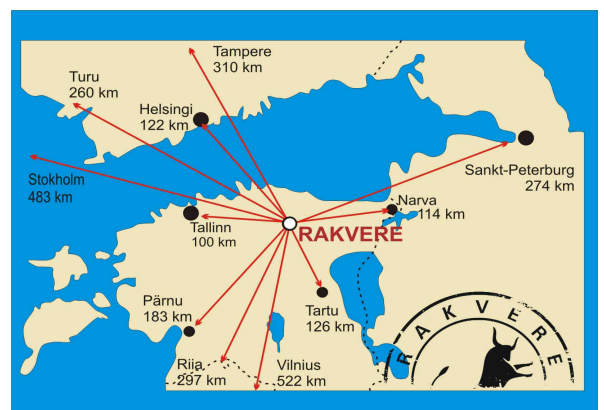 Tampere
310 km
Turu
260 km
Helsingi
122 km
Sankt-Peterburg
274 km
Stokholm
483 km
Narva
114 km
Tallinn
100 km
RAKVERE
Tartu
126 km
Pärnu
183 km
Riia
297 km
Vilnius
522 km
RAKVERE